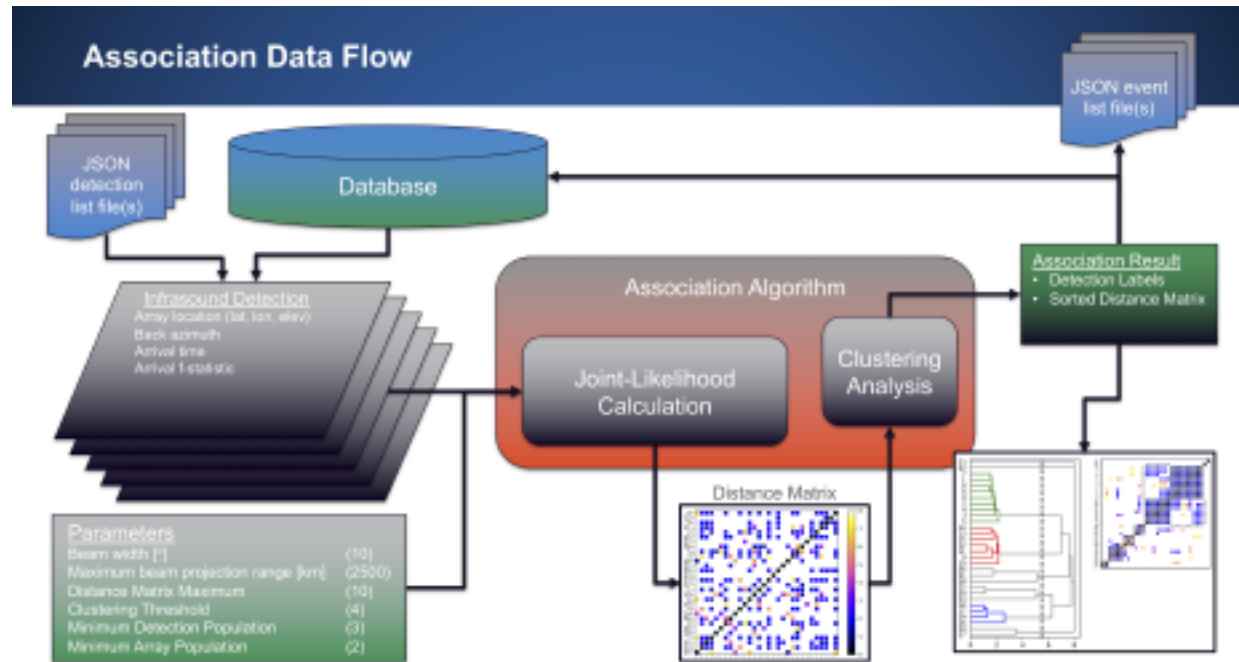 Association Data Flow
JSON event
list file(s)
JSON
detection
list file(s)
Database
Infrasound Detection
Array location (lat, lon, elev)
Back azimuth
Arrival time
Arrival f-statistic
Association Algorithm
Joint-Likelihood
Calculation
Clustering
Analysis
Association Result
• Detection Labels
• Sorted Distance Matrix
Distance Matrix
Parameters
Beam width [°] (10)
Maximum beam projection range [km] (2500)
Distance Matrix Maximum (10)
Clustering Threshold (4)
Minimum Detection Population (3)
Minimum Array Population (2)